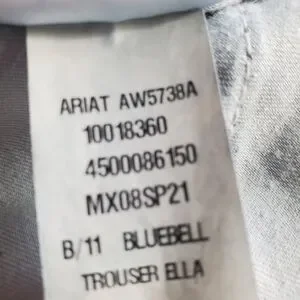 ARIAT AW5738A
10018360
4500086150
MX08SP21
B/11 BLUEBELL
TROUSER ELLA